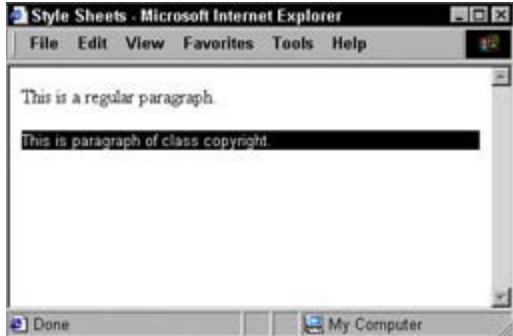 Style Sheets - Microsoft Internet Explorer
File Edit View Favorites Tools Help
This is a regular paragraph.
This is paragraph of class copyright.
Done My Computer